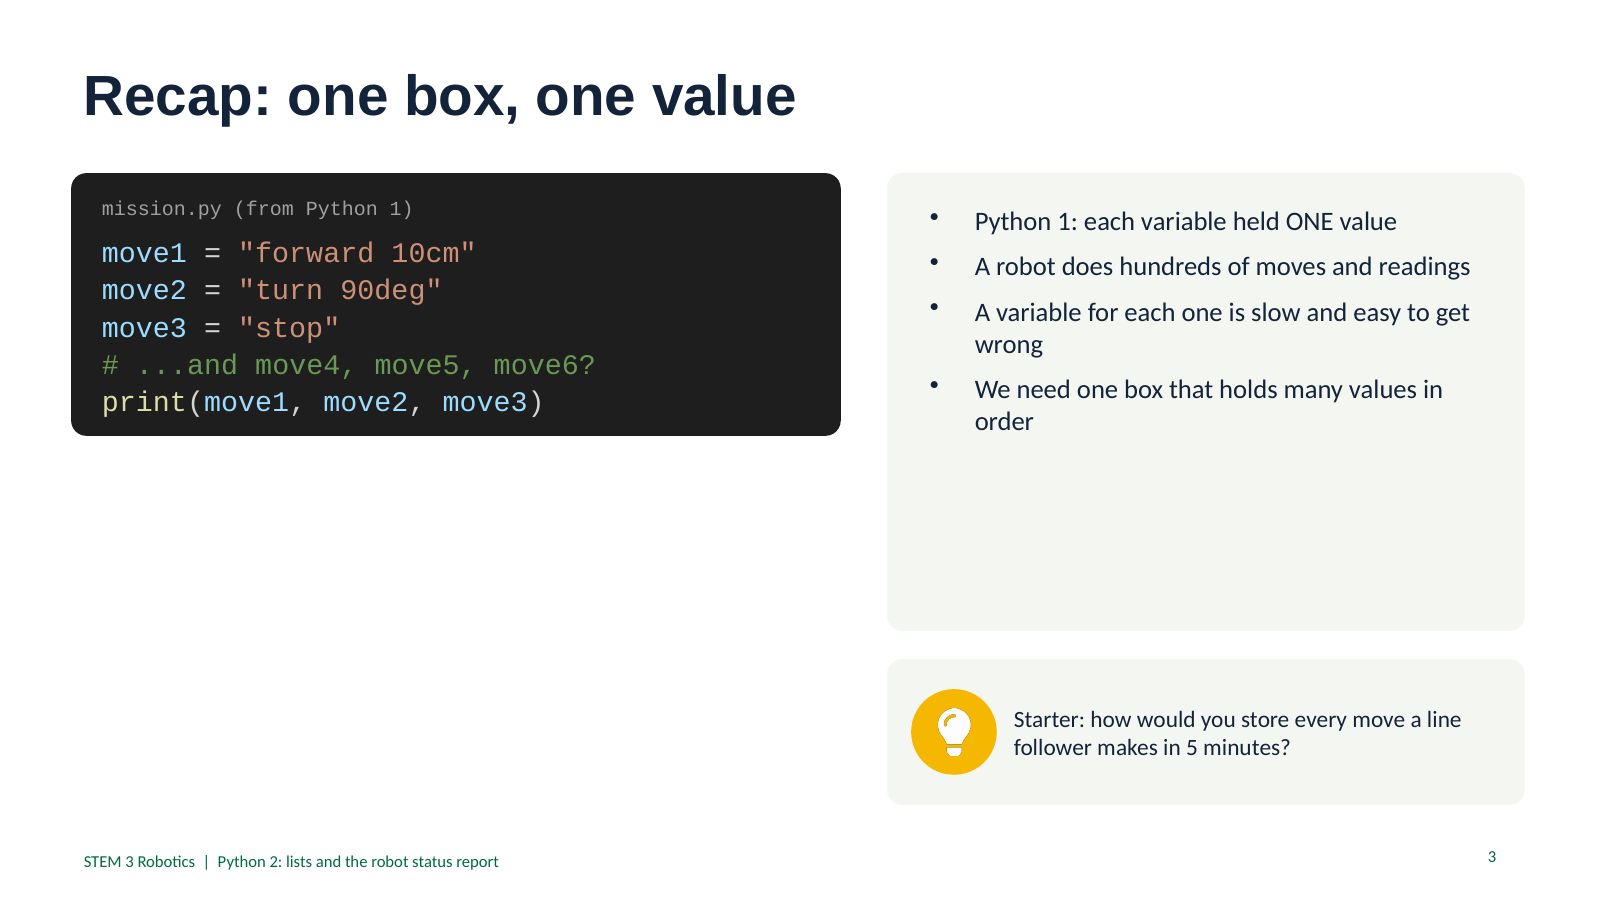 Recap: one box, one value
mission.py (from Python 1)
move1 = "forward 10cm"
move2 = "turn 90deg"
move3 = "stop"
# ...and move4, move5, move6?
print(move1, move2, move3)
• Python 1: each variable held ONE value
• A robot does hundreds of moves and readings
• A variable for each one is slow and easy to get
wrong
• We need one box that holds many values in
order
Starter: how would you store every move a line
follower makes in 5 minutes?
STEM 3 Robotics | Python 2: lists and the robot status report
3